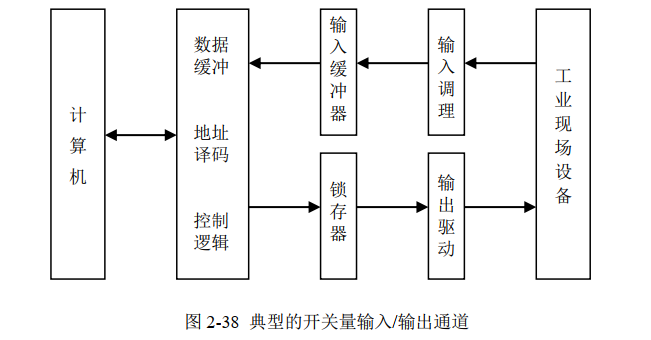 计算机
数据
缓冲
地址
译码
控制
逻辑
输入缓冲器
输入调理
锁存器
输出驱动
工业现场设备
图 2-38 典型的开关量输入/输出通道